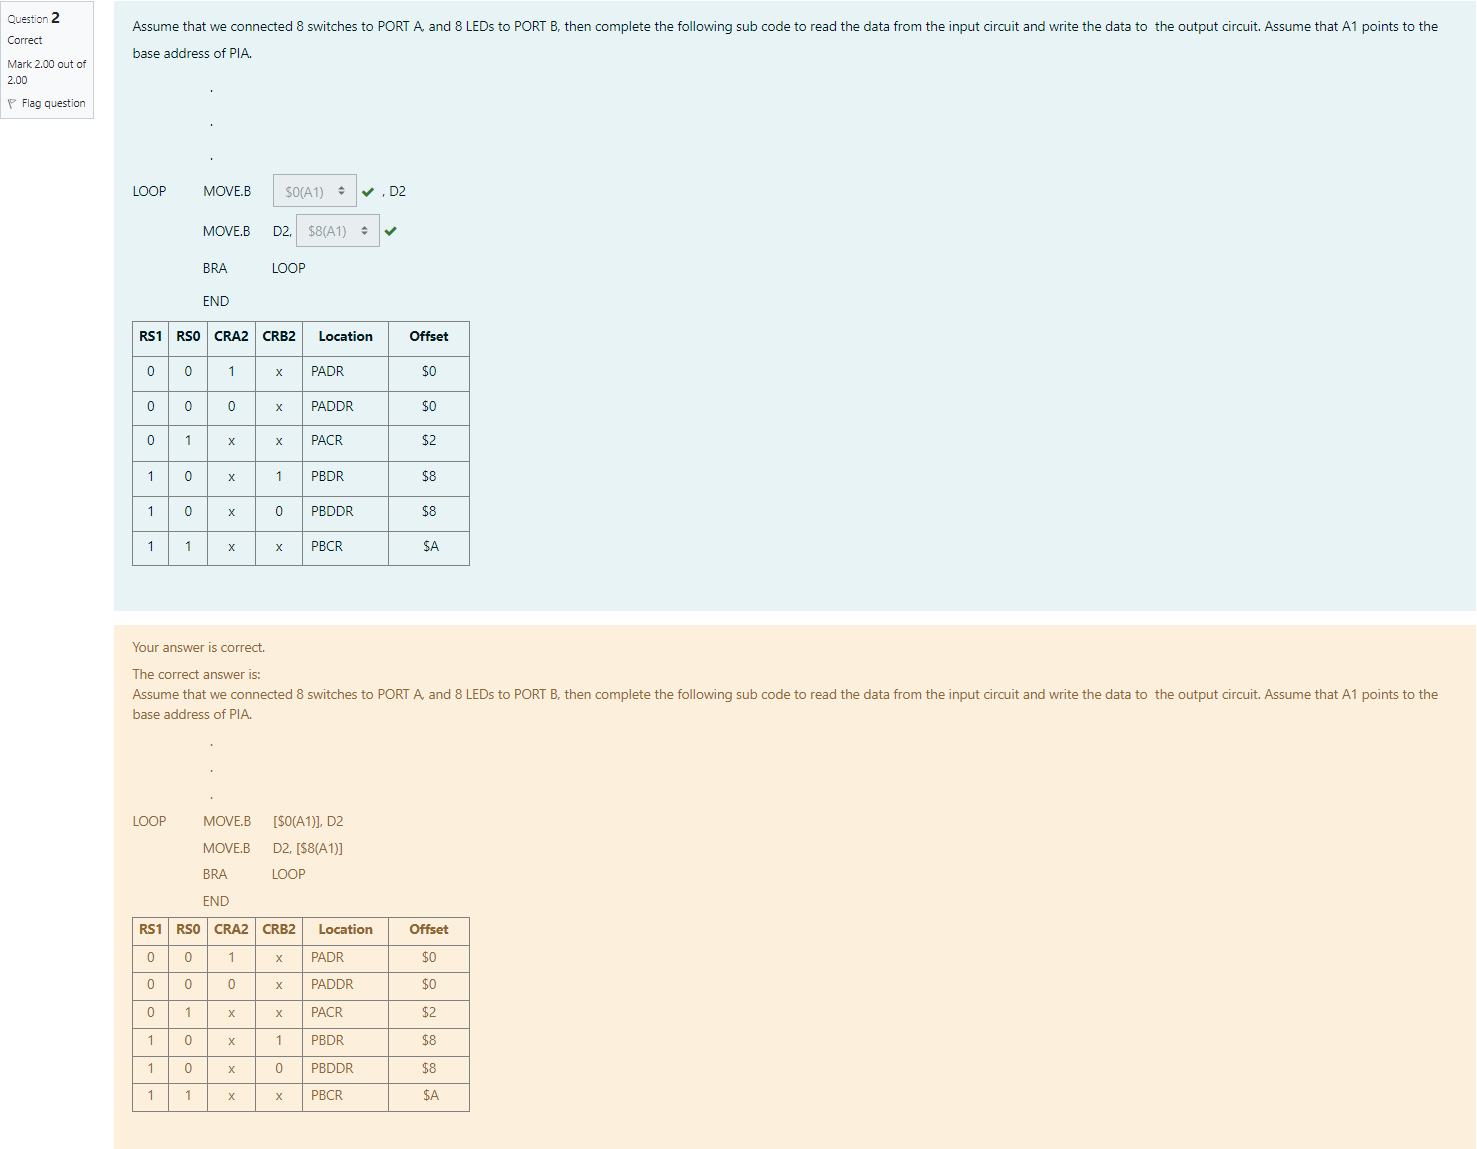 Question 2
Correct
Mark 2.00 out of
2.00
Flag question
Assume that we connected 8 switches to PORT A, and 8 LEDs to PORT B, then complete the following sub code to read the data from the input circuit and write the data to the output circuit. Assume that A1 points to the
base address of PIA.
.
.
.
LOOP MOVE.B $0(A1) , D2
MOVE.B D2, $8(A1)
BRA LOOP
END
RS1 RS0 CRA2 CRB2 Location Offset
0 0 1 x PADR $0
0 0 0 x PADDR $0
0 1 x x PACR $2
1 0 x 1 PBDR $8
1 0 x 0 PBDDR $8
1 1 x x PBCR $A
Your answer is correct.
The correct answer is:
Assume that we connected 8 switches to PORT A, and 8 LEDs to PORT B, then complete the following sub code to read the data from the input circuit and write the data to the output circuit. Assume that A1 points to the
base address of PIA.
.
.
.
LOOP MOVE.B [$0(A1)], D2
MOVE.B D2, [$8(A1)]
BRA LOOP
END
RS1 RS0 CRA2 CRB2 Location Offset
0 0 1 x PADR $0
0 0 0 x PADDR $0
0 1 x x PACR $2
1 0 x 1 PBDR $8
1 0 x 0 PBDDR $8
1 1 x x PBCR $A